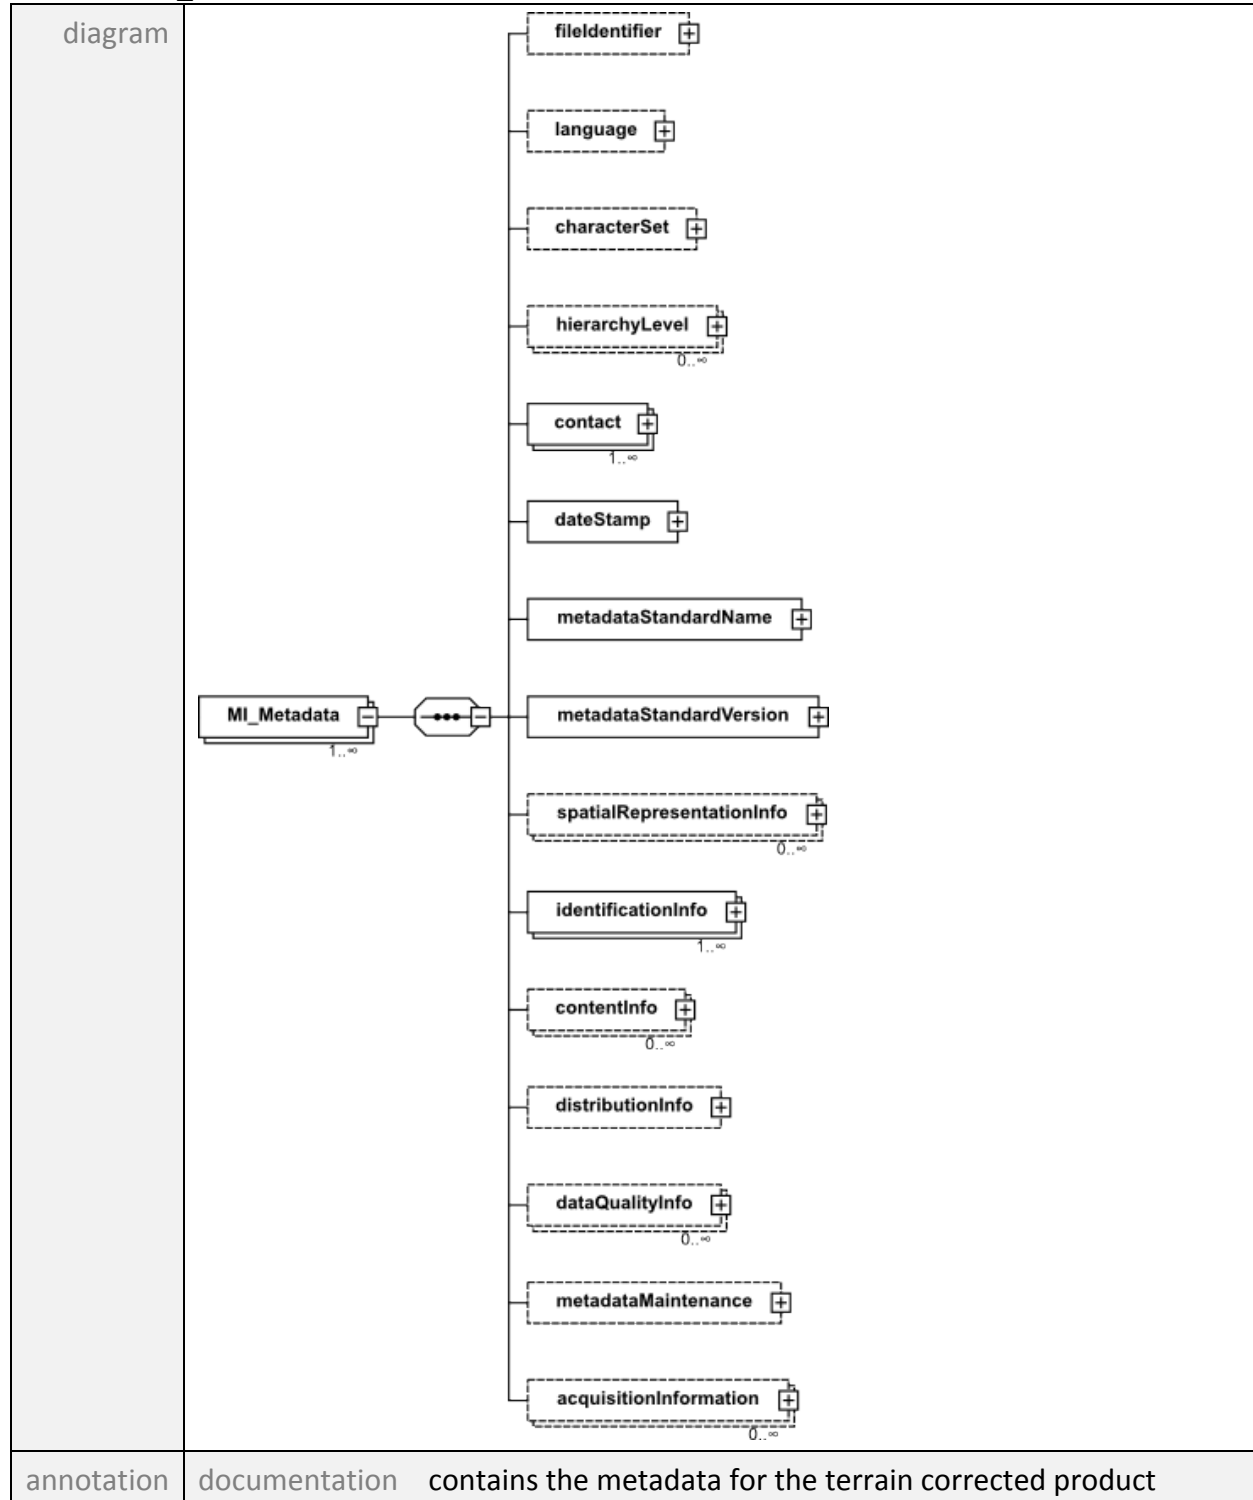 diagram
fileIdentifier
language
characterSet
hierarchyLevel
0..∞
contact
1..∞
dateStamp
metadataStandardName
MI_Metadata
1..∞
metadataStandardVersion
spatialRepresentationInfo
0..∞
identificationInfo
1..∞
contentInfo
0..∞
distributionInfo
dataQualityInfo
0..∞
metadataMaintenance
acquisitionInformation
0..∞
annotation documentation contains the metadata for the terrain corrected product